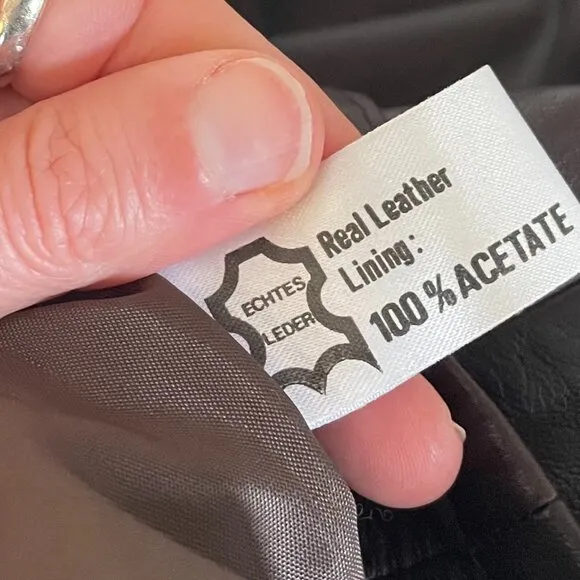 ECHTES
LEDER
Real Leather
Lining:
100 % ACETATE